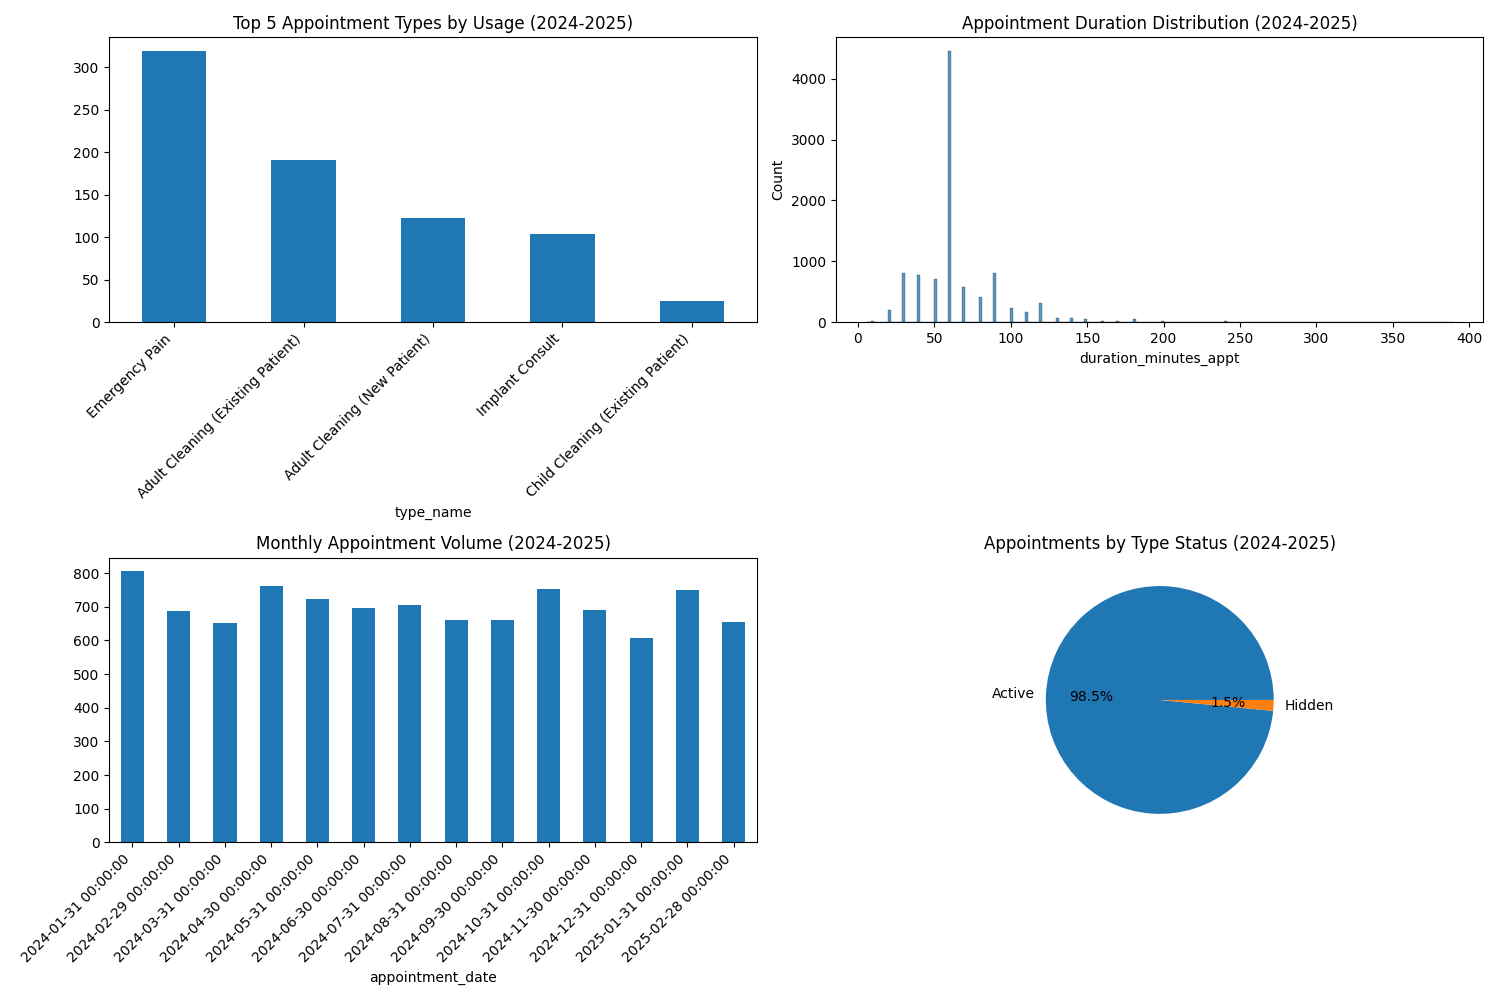 Top 5 Appointment Types by Usage (2024-2025)
300
250
200
150
100
50
0
Emergency Pain
Adult Cleaning (Existing Patient)
Adult Cleaning (New Patient)
Implant Consult
Child Cleaning (Existing Patient)
type_name
Appointment Duration Distribution (2024-2025)
Count
4000
3000
2000
1000
0
0 50 100 150 200 250 300 350 400
duration_minutes_appt
Monthly Appointment Volume (2024-2025)
800
700
600
500
400
300
200
100
0
2024-01-31 00:00:00
2024-02-29 00:00:00
2024-03-31 00:00:00
2024-04-30 00:00:00
2024-05-31 00:00:00
2024-06-30 00:00:00
2024-07-31 00:00:00
2024-08-31 00:00:00
2024-09-30 00:00:00
2024-10-31 00:00:00
2024-11-30 00:00:00
2024-12-31 00:00:00
2025-01-31 00:00:00
2025-02-28 00:00:00
appointment_date
Appointments by Type Status (2024-2025)
Active
98.5%
1.5%
Hidden